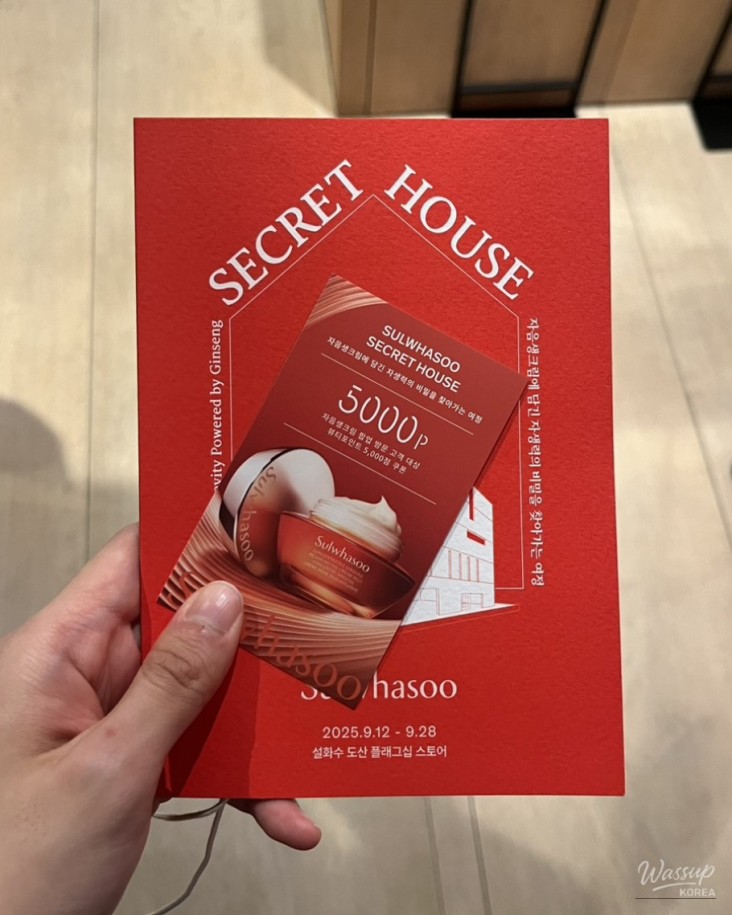 SECRET HOUSE
Powered by Ginseng
자음생크림에 담긴 자생력의 비밀을 찾아가는 여정
SULWHASOO
SECRET HOUSE
자음생크림에 담긴 자생력의 비밀을 찾아가는 여정
5000P
자음생크림 팝업 방문 고객 대상
뷰티포인트 5,000점 쿠폰
Sulwhasoo
Sulwhasoo
2025.9.12 - 9.28
설화수 도산 플래그십 스토어
Wassup
KOREA